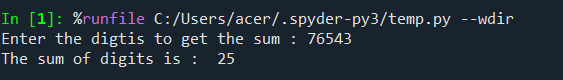 In [1]: %runfile C:/Users/acer/.spyder-py3/temp.py --wdir
Enter the digtis to get the sum : 76543
The sum of digits is :  25